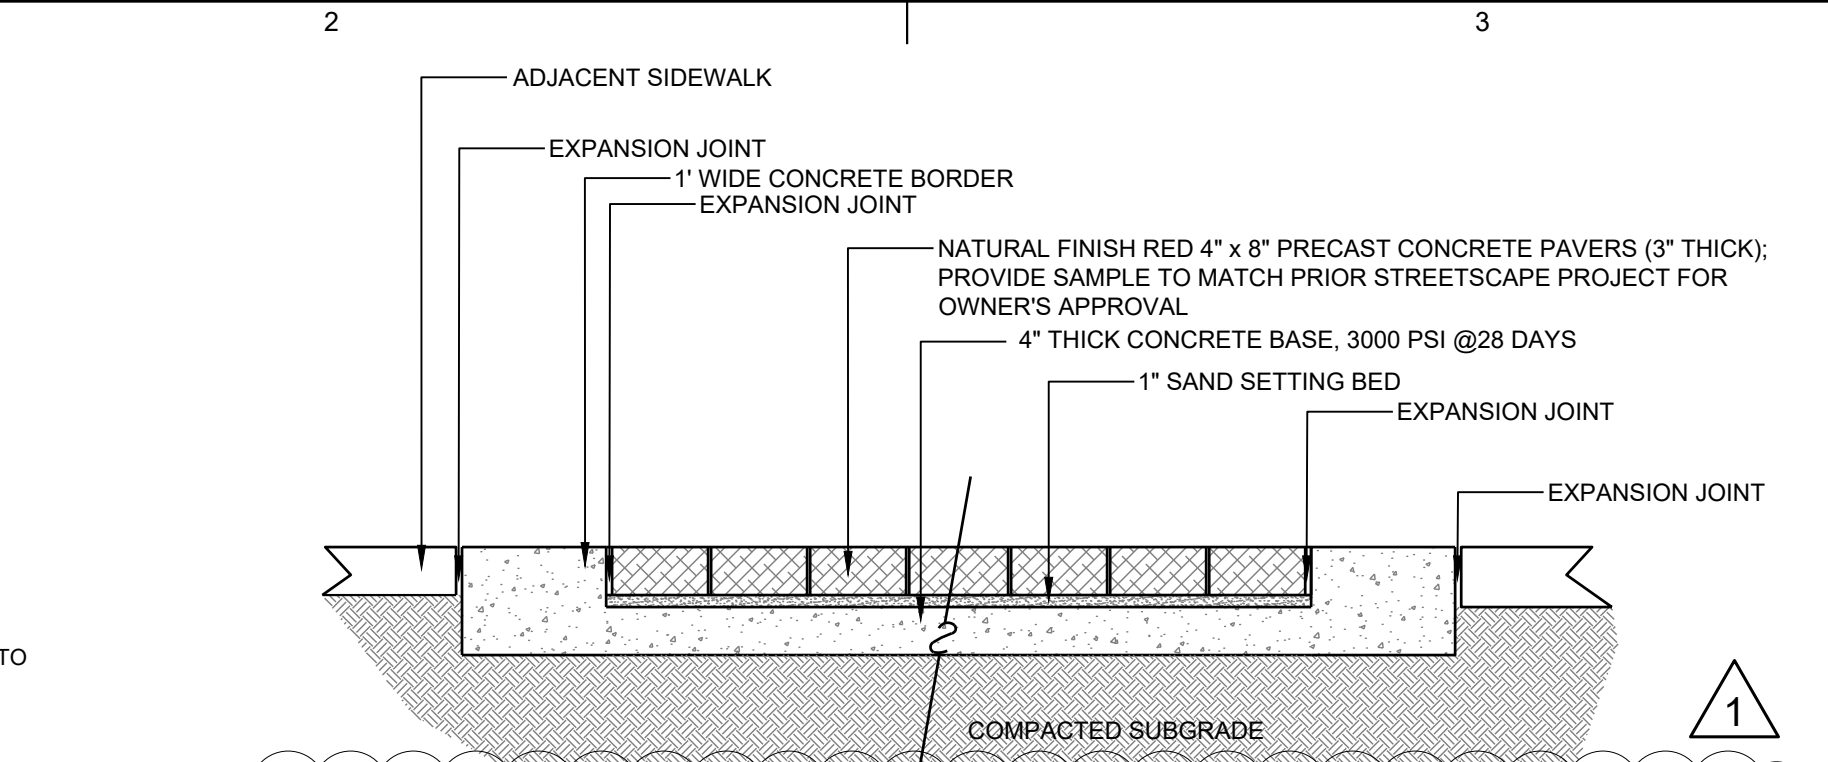 2
3
ADJACENT SIDEWALK
EXPANSION JOINT
1' WIDE CONCRETE BORDER
EXPANSION JOINT
NATURAL FINISH RED 4" x 8" PRECAST CONCRETE PAVERS (3" THICK);
PROVIDE SAMPLE TO MATCH PRIOR STREETSCAPE PROJECT FOR
OWNER'S APPROVAL
4" THICK CONCRETE BASE, 3000 PSI @28 DAYS
1" SAND SETTING BED
EXPANSION JOINT
EXPANSION JOINT
TO
1
COMPACTED SUBGRADE